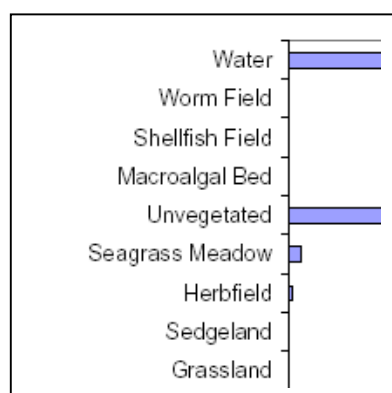 Water
Worm Field
Shellfish Field
Macroalgal Bed
Unvegetated
Seagrass Meadow
Herbfield
Sedgeland
Grassland